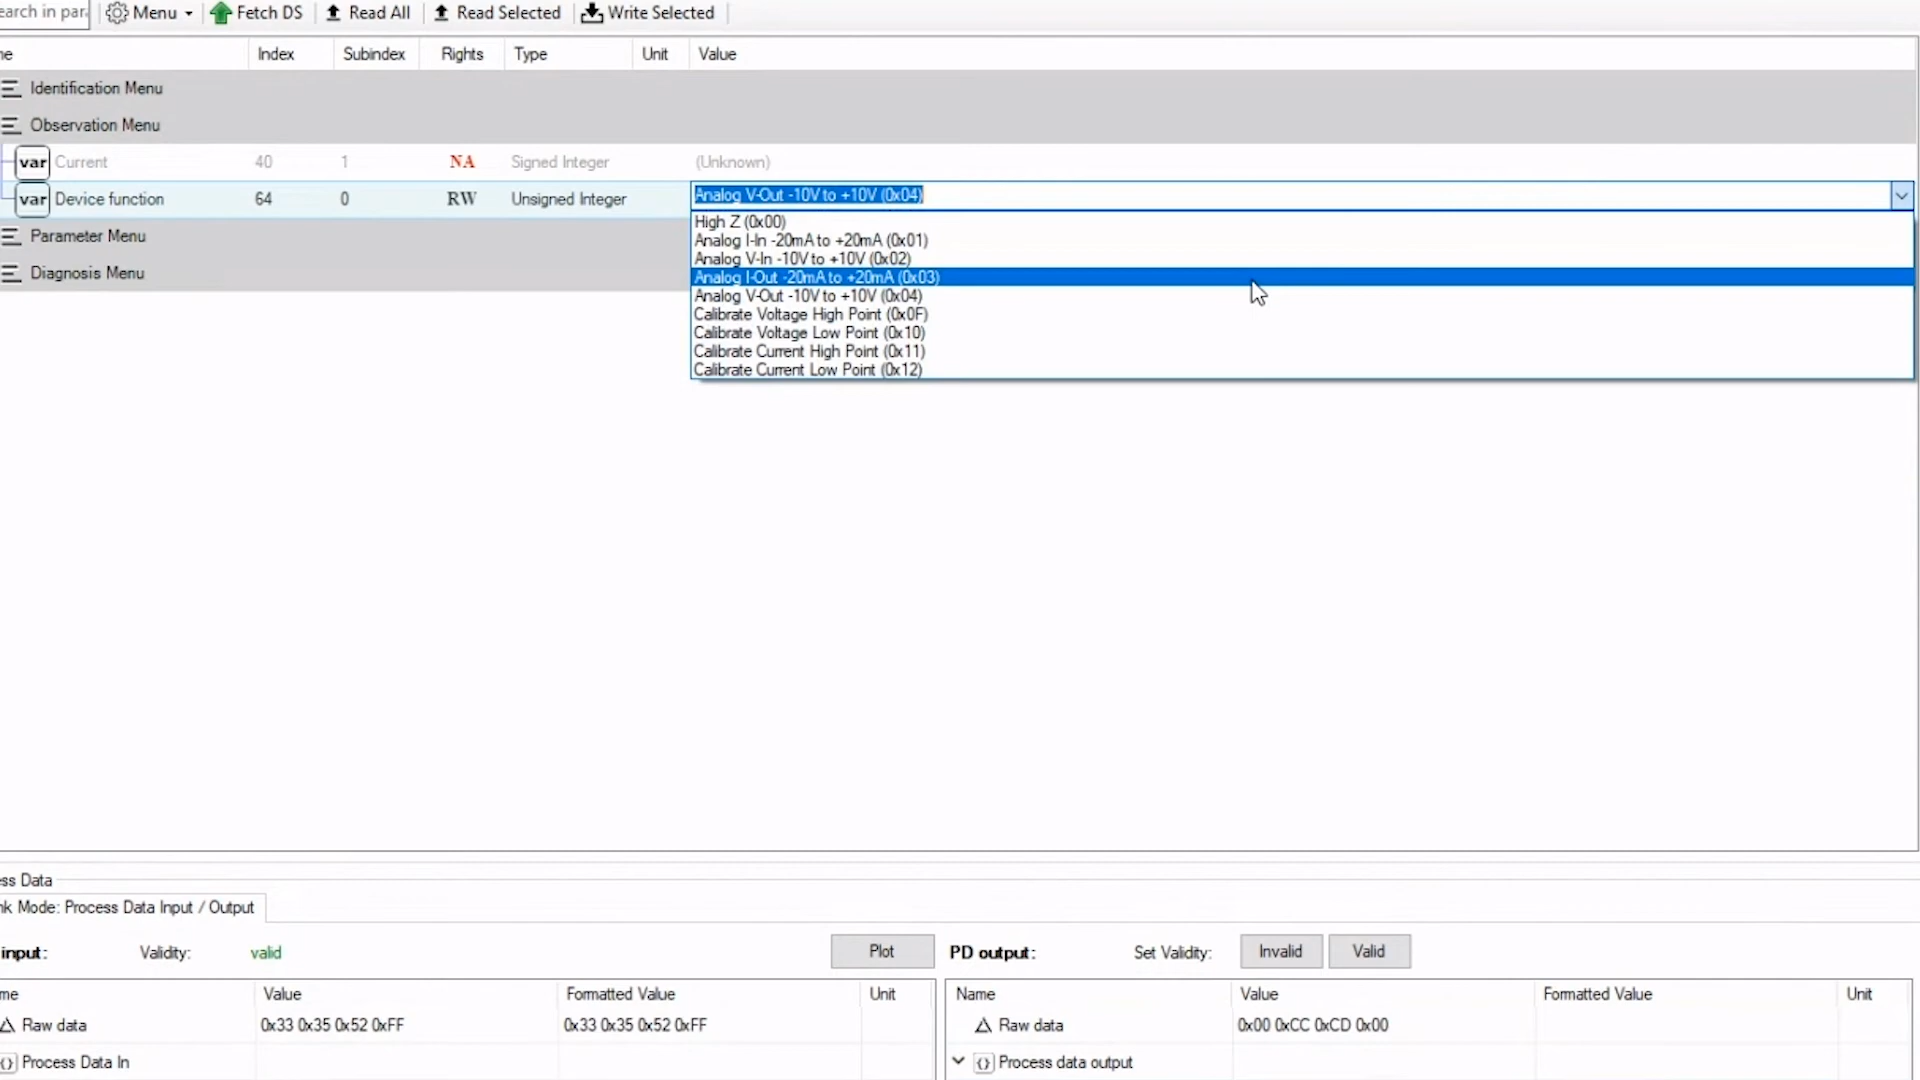 earch in par. Menu Fetch DS Read All Read Selected Write Selected
me Index Subindex Rights Type Unit Value
Identification Menu
Observation Menu
var Current 40 1 NA Signed Integer (Unknown)
var Device function 64 0 RW Unsigned Integer Analog V-Out -10V to +10V (0x04)
High Z (0x00)
Analog I-In -20mA to +20mA (0x01)
Analog V-In -10V to +10V (0x02)
Parameter Menu
Analog I-Out -20mA to +20mA (0x03)
Diagnosis Menu
Analog V-Out -10V to +10V (0x04)
Calibrate Voltage High Point (0x0F)
Calibrate Voltage Low Point (0x10)
Calibrate Current High Point (0x11)
Calibrate Current Low Point (0x12)
ess Data
nk Mode: Process Data Input / Output
input: Validity: valid Plot PD output: Set Validity: Invalid Valid
me Value Formatted Value Unit Name Value Formatted Value Unit
Raw data 0x33 0x35 0x52 0xFF 0x33 0x35 0x52 0xFF Raw data 0x00 0xCC 0xCD 0x00
Process Data In Process data output